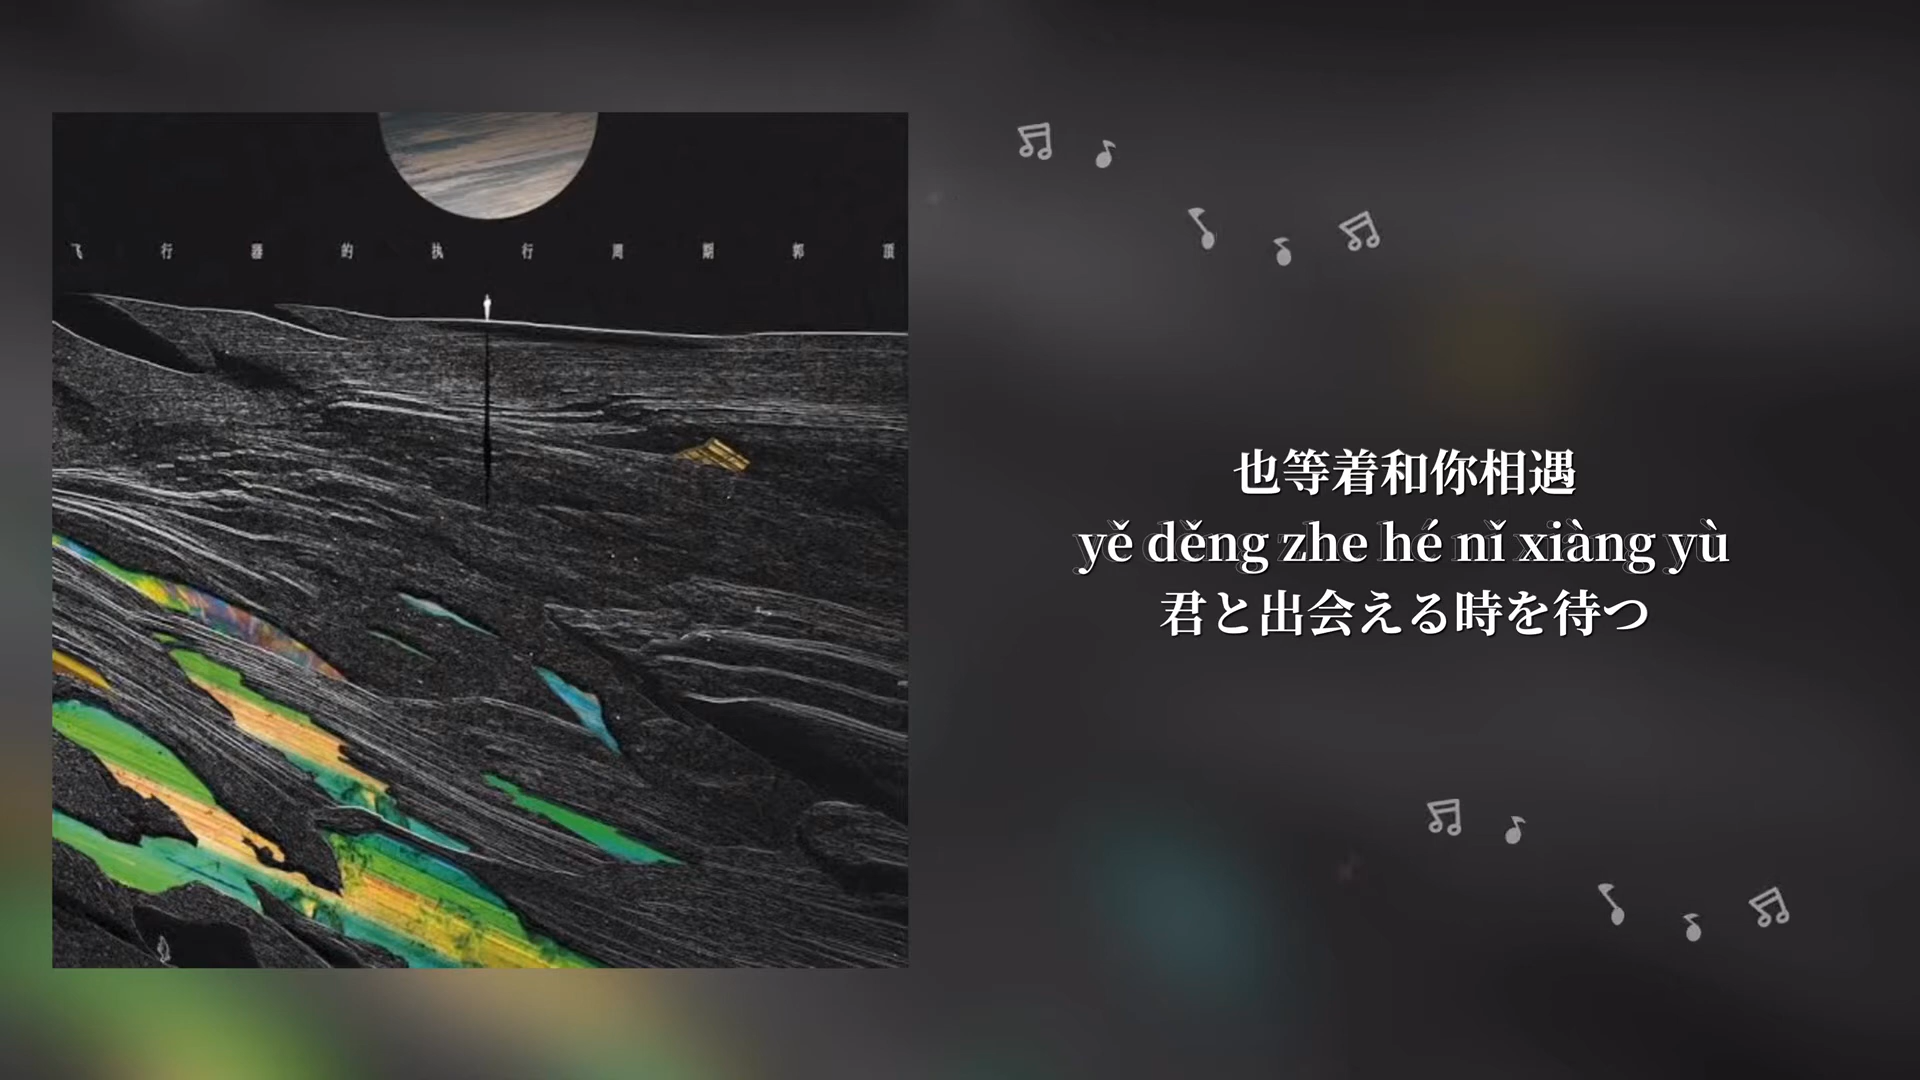 飞行器的执行周期郭顶
也等着和你相遇
yě děng zhe hé nǐ xiàng yù
君と出会える時を待つ